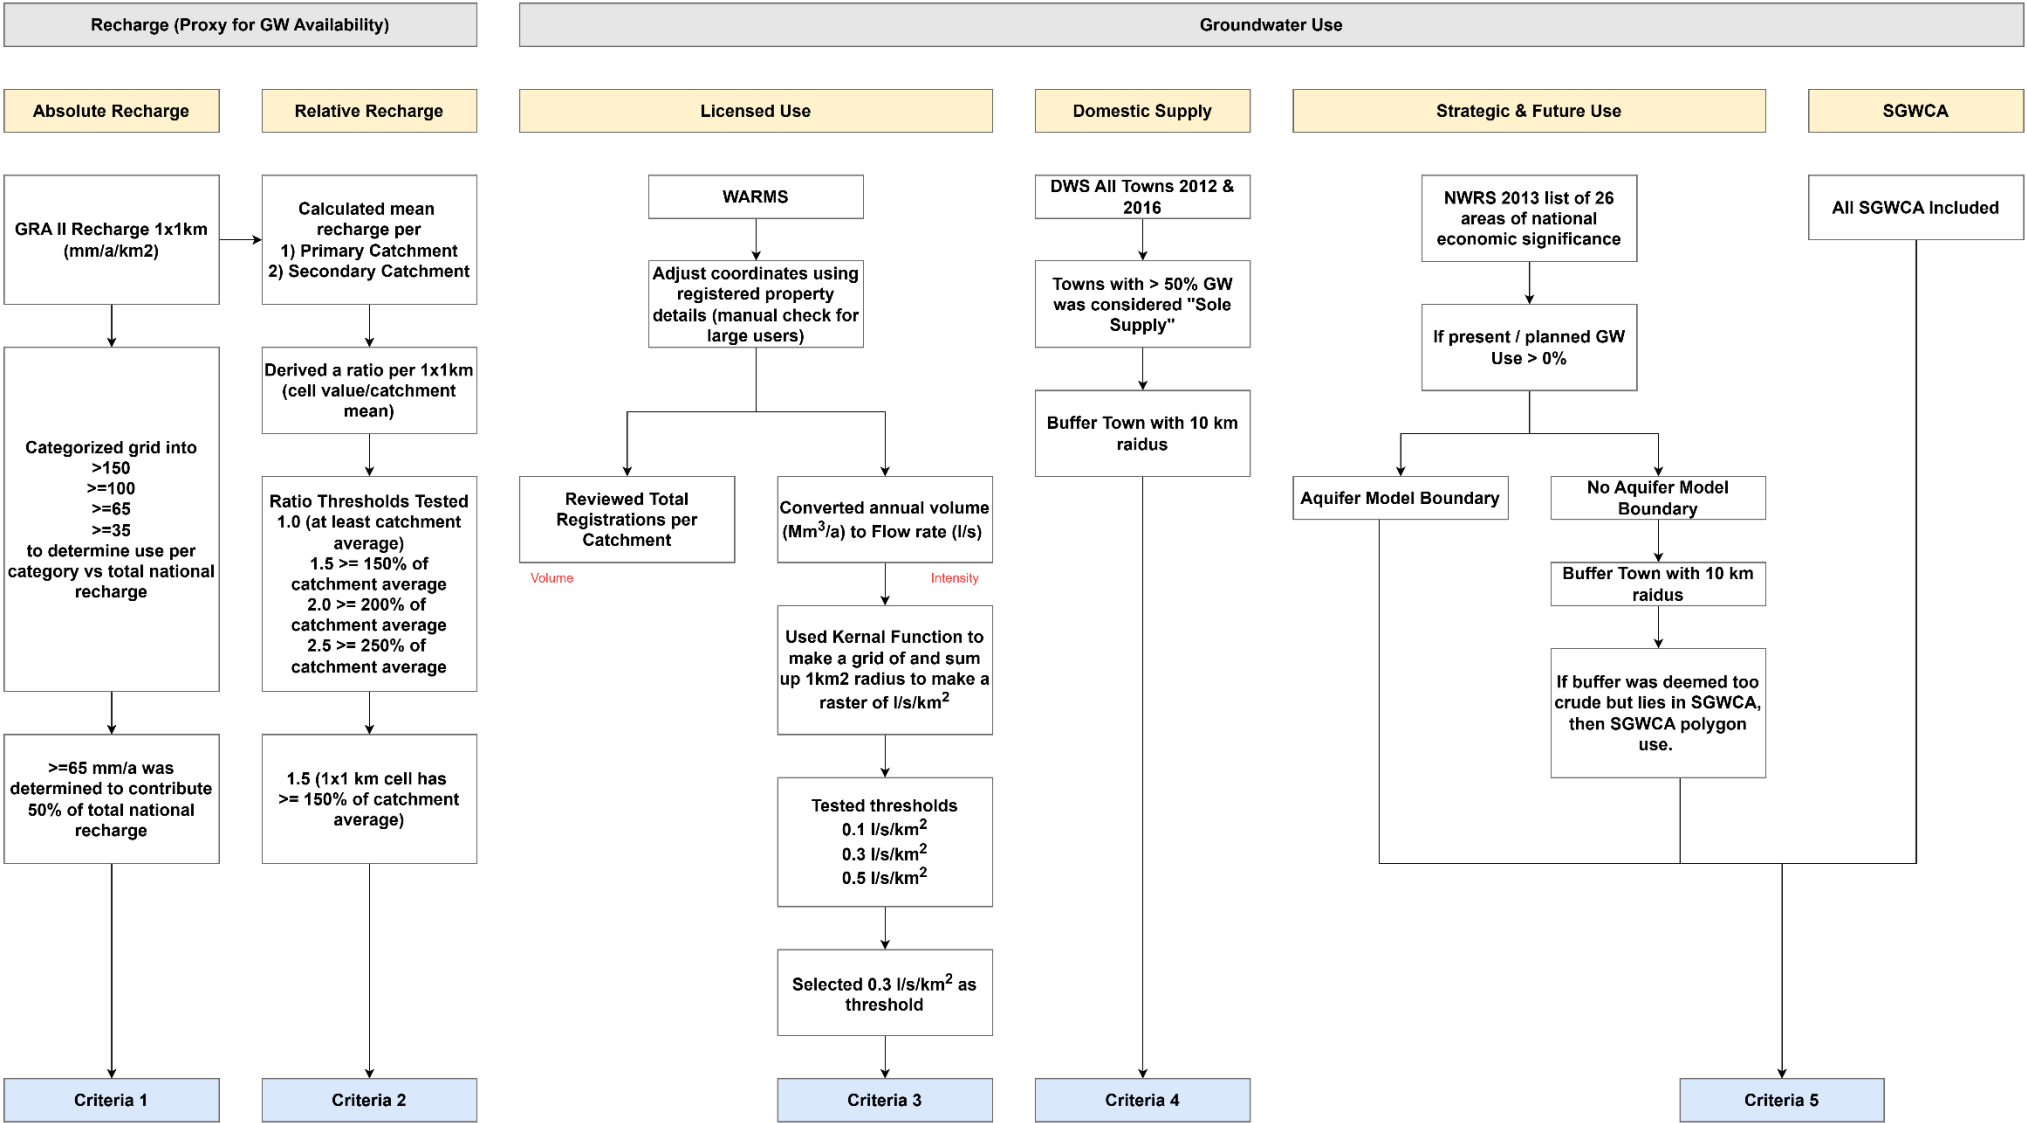 Recharge (Proxy for GW Availability)
Groundwater Use
Absolute Recharge
Relative Recharge
Licensed Use
Domestic Supply
Strategic & Future Use
SGWCA
GRA II Recharge 1x1km
(mm/a/km2)
Categorized grid into
>150
>=100
>=65
>=35
to determine use per
category vs total national
recharge
>=65 mm/a was
determined to contribute
50% of total national
recharge
Criteria 1
Calculated mean
recharge per
1) Primary Catchment
2) Secondary Catchment
Derived a ratio per 1x1km
(cell value/catchment
mean)
Ratio Thresholds Tested
1.0 (at least catchment
average)
1.5 >= 150% of
catchment average
2.0 >= 200% of
catchment average
2.5 >= 250% of
catchment average
1.5 (1x1 km cell has
>= 150% of catchment
average)
Criteria 2
WARMS
Adjust coordinates using
registered property
details (manual check for
large users)
Reviewed Total
Registrations per
Catchment
Volume
Converted annual volume
(Mm³/a) to Flow rate (l/s)
Intensity
Used Kernal Function to
make a grid of and sum
up 1km2 radius to make a
raster of l/s/km²
Tested thresholds
0.1 l/s/km²
0.3 l/s/km²
0.5 l/s/km²
Selected 0.3 l/s/km² as
threshold
Criteria 3
DWS All Towns 2012 &
2016
Towns with > 50% GW
was considered "Sole
Supply"
Buffer Town with 10 km
raidus
Criteria 4
NWRS 2013 list of 26
areas of national
economic significance
If present / planned GW
Use > 0%
Aquifer Model Boundary
No Aquifer Model
Boundary
Buffer Town with 10 km
raidus
If buffer was deemed too
crude but lies in SGWCA,
then SGWCA polygon
use.
All SGWCA Included
Criteria 5